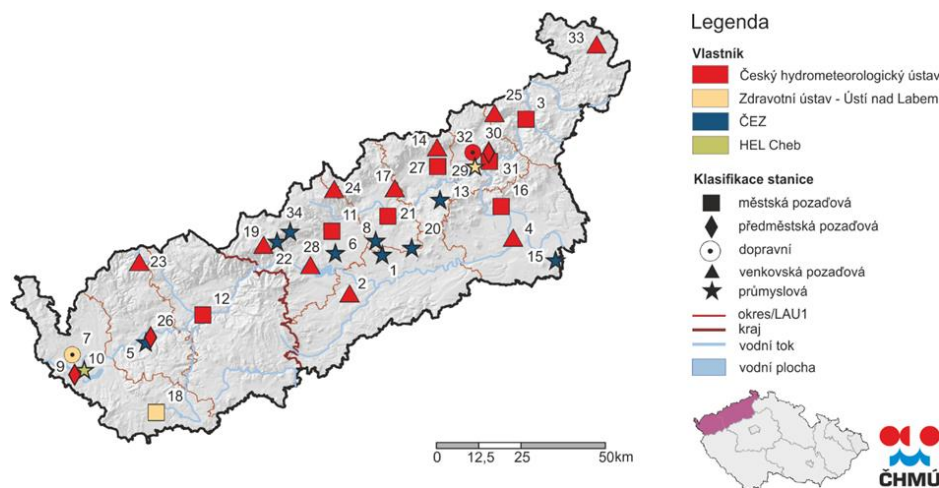 Legenda
Vlastník
Český hydrometeorologický ústav
Zdravotní ústav - Ústí nad Labem
ČEZ
HEL Cheb
Klasifikace stanice
městská pozaďová
předměstská pozaďová
dopravní
venkovská pozaďová
průmyslová
okres/LAU1
kraj
vodní tok
vodní plocha
33
25
3
32
30
14
27
29
31
17
24
13
16
11
21
34
8
20
4
19
22
28
6
1
15
23
2
12
26
7
5
9
10
18
0 12,5 25 50km
ČHMÚ